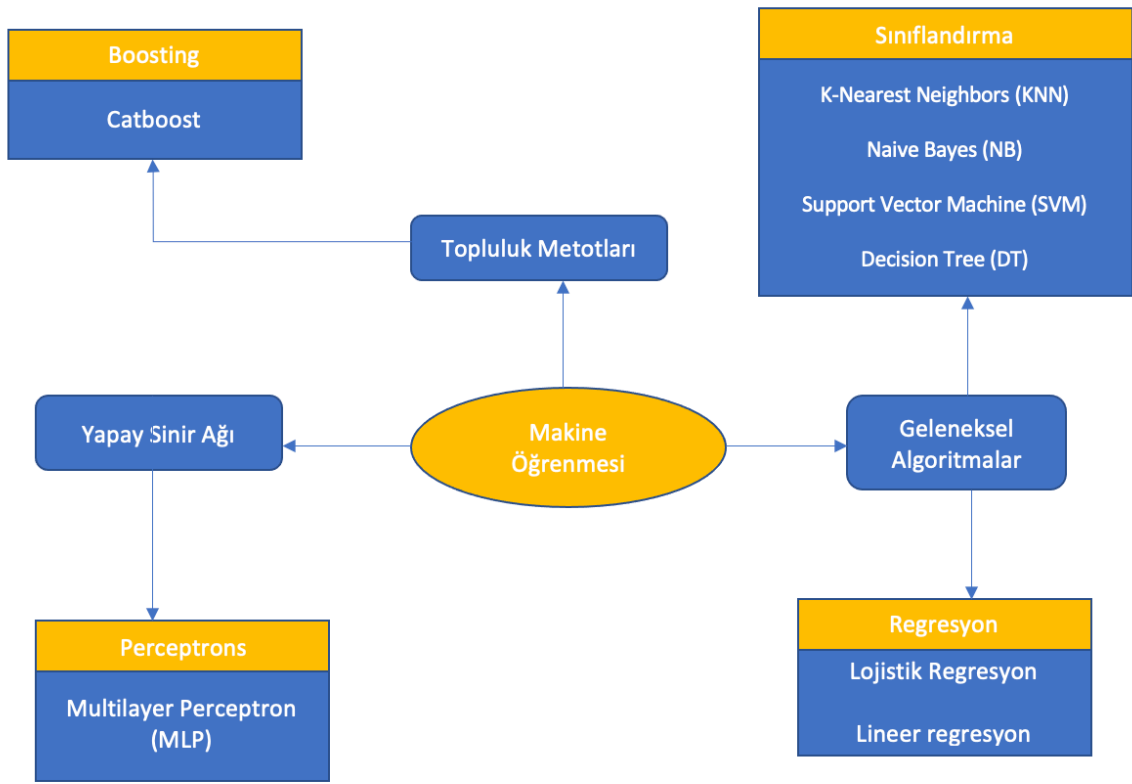 Boosting
Catboost
Sınıflandırma
K-Nearest Neighbors (KNN)
Naive Bayes (NB)
Support Vector Machine (SVM)
Decision Tree (DT)
Topluluk Metotları
Yapay Sinir Ağı
Makine
Öğrenmesi
Geleneksel
Algoritmalar
Perceptrons
Multilayer Perceptron
(MLP)
Regresyon
Lojistik Regresyon
Lineer regresyon